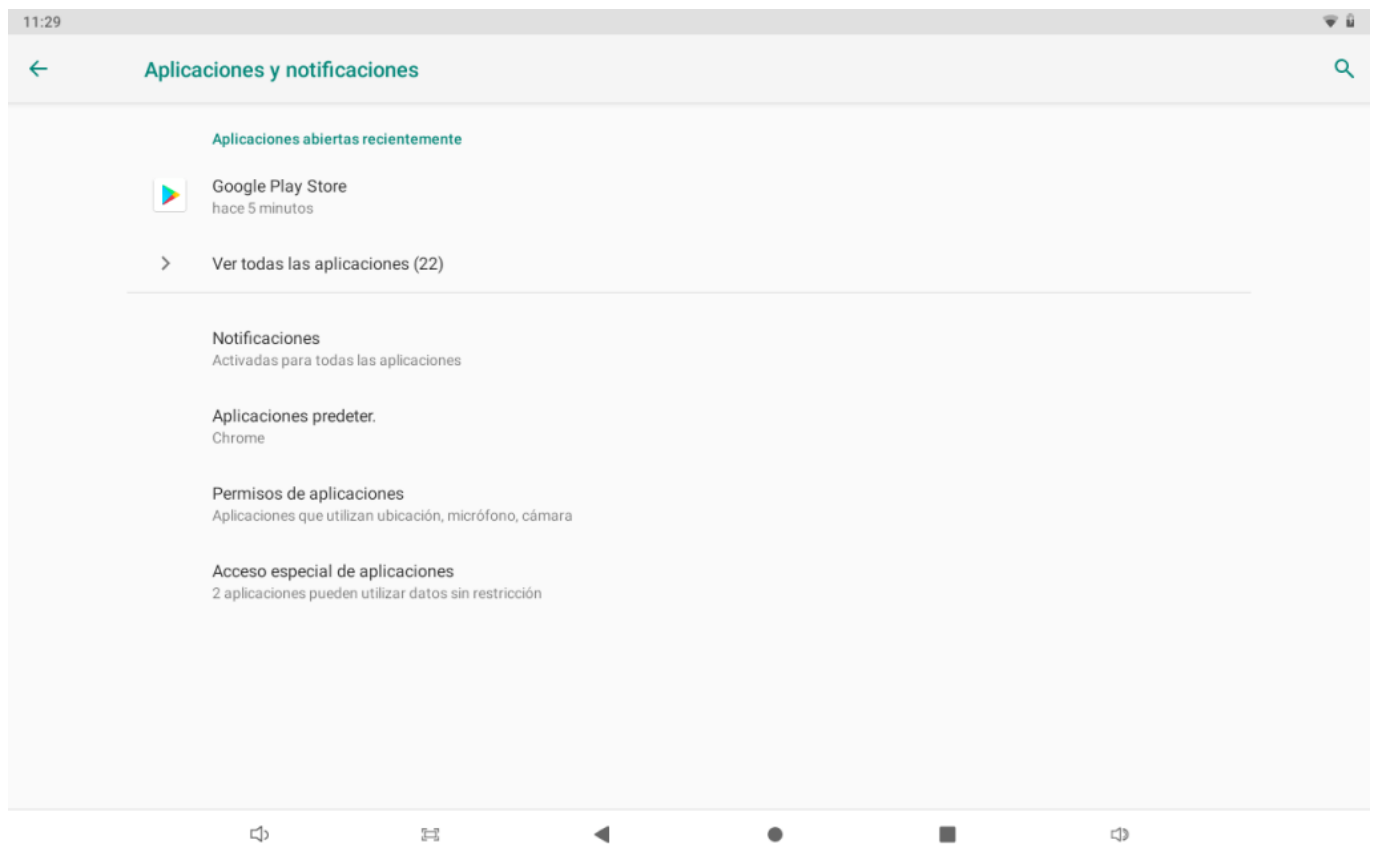 11:29
Aplicaciones y notificaciones
Aplicaciones abiertas recientemente
Google Play Store
hace 5 minutos
Ver todas las aplicaciones (22)
Notificaciones
Activadas para todas las aplicaciones
Aplicaciones predeter.
Chrome
Permisos de aplicaciones
Aplicaciones que utilizan ubicación, micrófono, cámara
Acceso especial de aplicaciones
2 aplicaciones pueden utilizar datos sin restricción